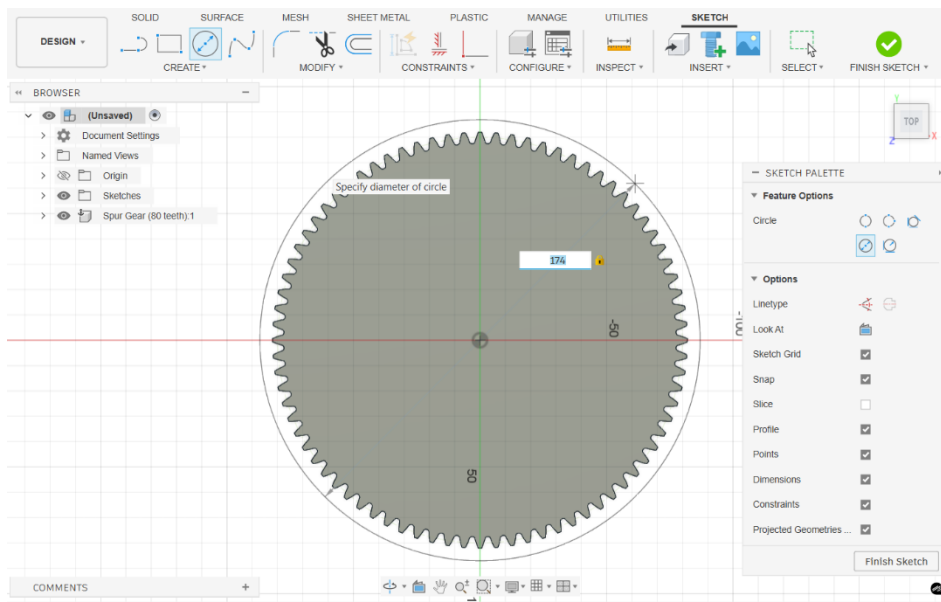 SOLID SURFACE MESH SHEET METAL PLASTIC MANAGE UTILITIES SKETCH
DESIGN
CREATE MODIFY CONSTRAINTS CONFIGURE INSPECT INSERT SELECT FINISH SKETCH
BROWSER
(Unsaved)
Document Settings
Named Views
Origin
Sketches
Spur Gear (80 teeth):1
Specify diameter of circle
174
-50
-100
50
Y
TOP
X
Z
SKETCH PALETTE
Feature Options
Circle
Options
Linetype
Look At
Sketch Grid
Snap
Slice
Profile
Points
Dimensions
Constraints
Projected Geometries ...
Finish Sketch
COMMENTS